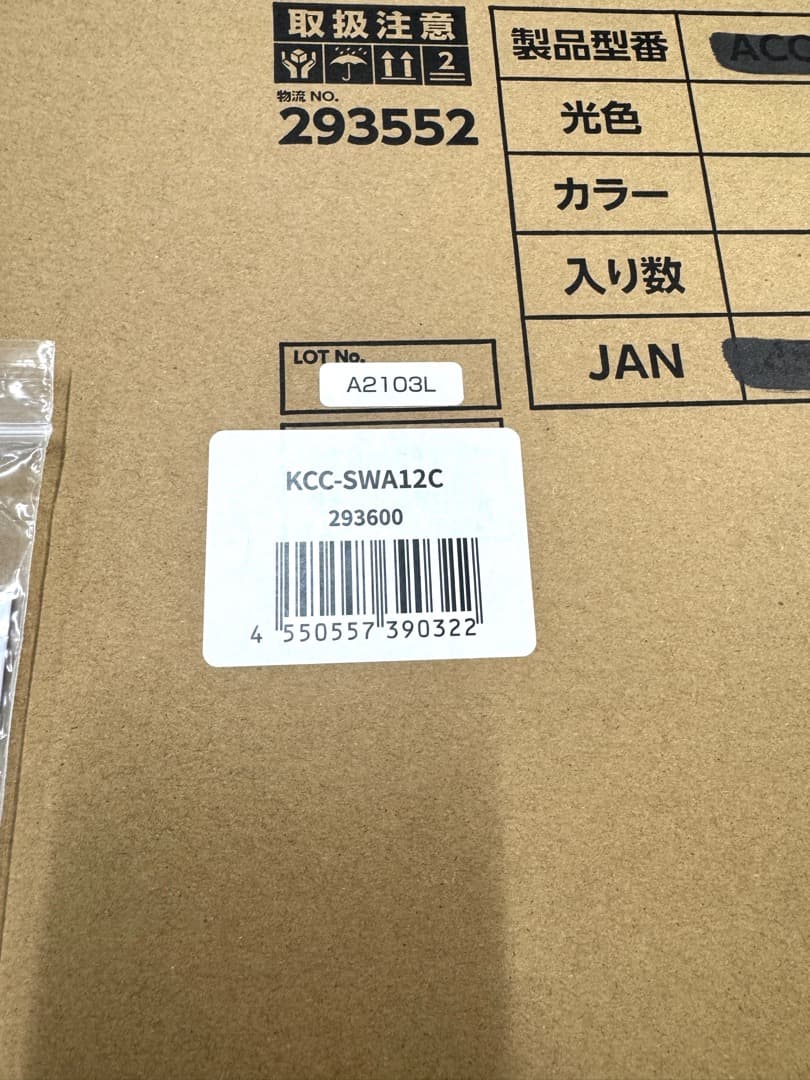 取扱注意
2
物流 NO.
293552
製品型番
光色
カラー
入り数
JAN
LOT No.
A2103L
KCC-SWA12C
293600
4 550557 390322